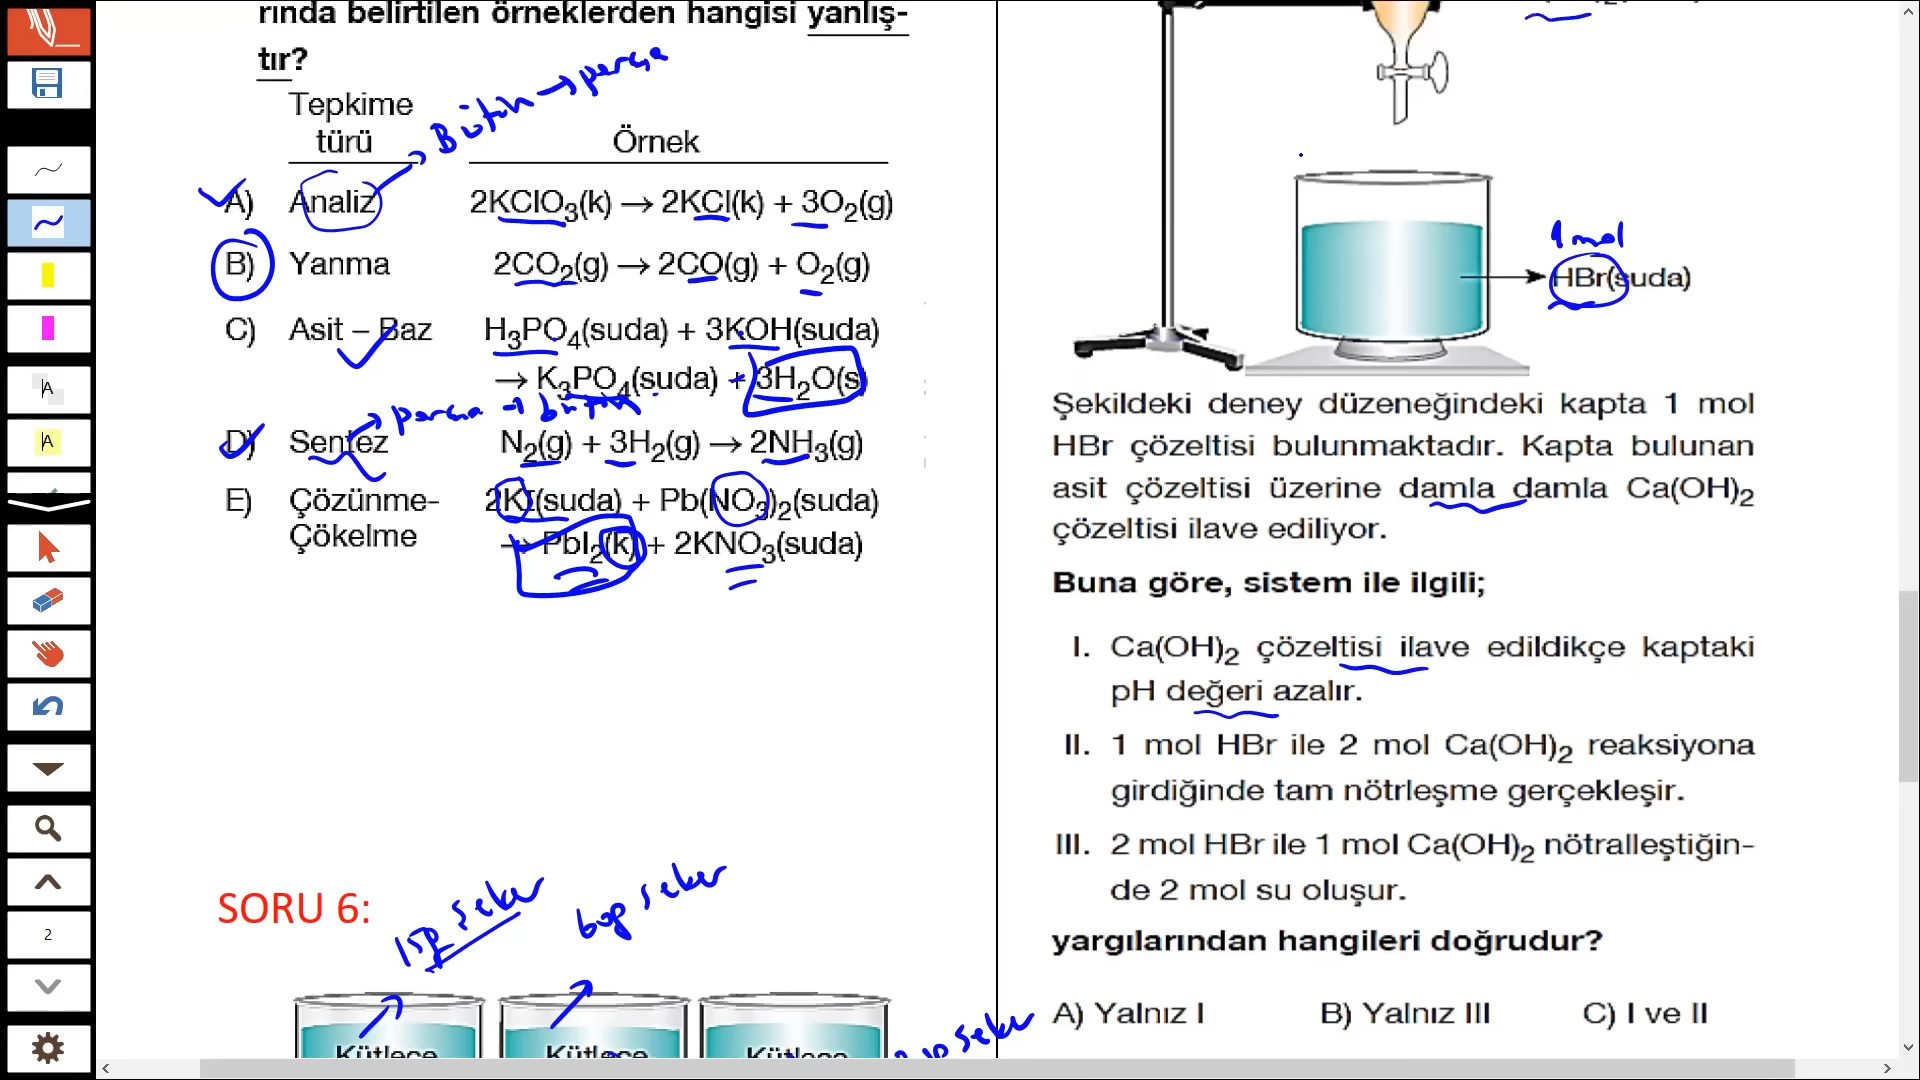 rında belirtilen örneklerden hangisi yanlış-
tır?
Bütün → parça
Tepkime
türü
Örnek
A) Analiz 2KClO₃(k) → 2KCl(k) + 3O₂(g)
B) Yanma 2CO₂(g) → 2CO(g) + O₂(g)
C) Asit – Baz H₃PO₄(suda) + 3KOH(suda)
→ K₃PO₄(suda) + 3H₂O(s)
parça → bütün
D) Sentez N₂(g) + 3H₂(g) → 2NH₃(g)
E) Çözünme- 2KI(suda) + Pb(NO₃)₂(suda)
Çökelme → PbI₂(k) + 2KNO₃(suda)
SORU 6:
15g şeker
60g şeker
şeker
Kütlece
Kütlece
Kütlece
1 mol
HBr(suda)
Şekildeki deney düzeneğindeki kapta 1 mol
HBr çözeltisi bulunmaktadır. Kapta bulunan
asit çözeltisi üzerine damla damla Ca(OH)₂
çözeltisi ilave ediliyor.
Buna göre, sistem ile ilgili;
I. Ca(OH)₂ çözeltisi ilave edildikçe kaptaki
pH değeri azalır.
II. 1 mol HBr ile 2 mol Ca(OH)₂ reaksiyona
girdiğinde tam nötrleşme gerçekleşir.
III. 2 mol HBr ile 1 mol Ca(OH)₂ nötralleştiğin-
de 2 mol su oluşur.
yargılarından hangileri doğrudur?
A) Yalnız I B) Yalnız III C) I ve II
A
A
2